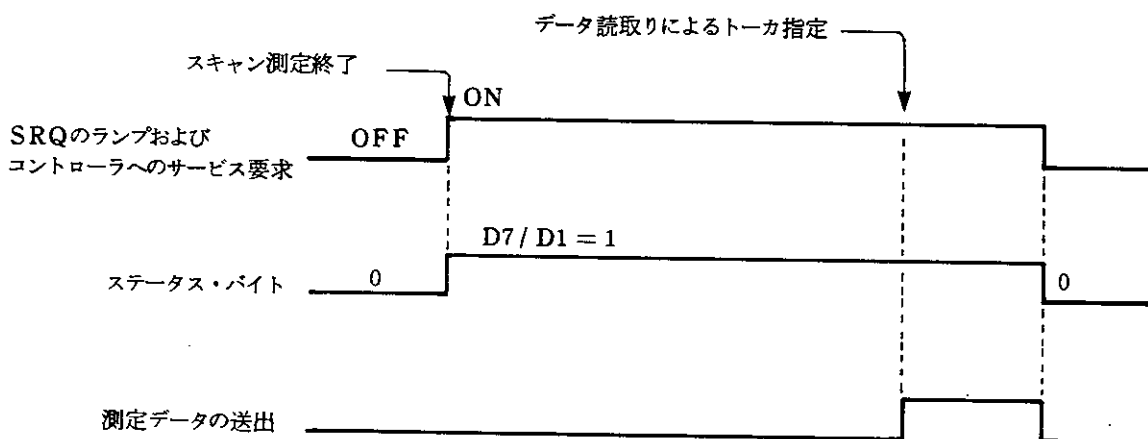 データ読取りによるトーカ指定
スキャン測定終了
ON
SRQのランプおよび
コントローラへのサービス要求
OFF
D7/D1=1
ステータス・バイト
0
0
測定データの送出